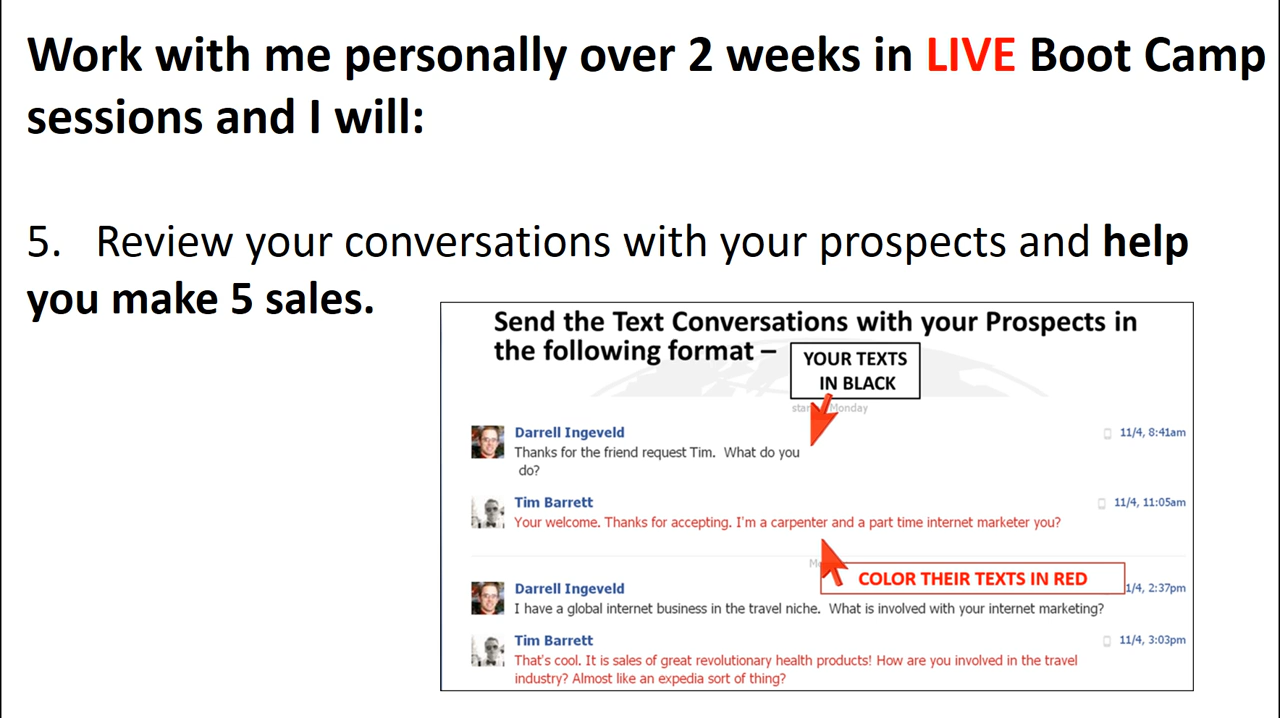 Work with me personally over 2 weeks in LIVE Boot Camp
sessions and I will:
5. Review your conversations with your prospects and help
you make 5 sales.
Send the Text Conversations with your Prospects in
the following format –
YOUR TEXTS
IN BLACK
Monday
Darrell Ingeveld 11/4, 8:41am
Thanks for the friend request Tim. What do you
do?
Tim Barrett 11/4, 11:05am
Your welcome. Thanks for accepting. I'm a carpenter and a part time internet marketer you?
COLOR THEIR TEXTS IN RED
Darrell Ingeveld 1/4, 2:37pm
I have a global internet business in the travel niche. What is involved with your internet marketing?
Tim Barrett 11/4, 3:03pm
That's cool. It is sales of great revolutionary health products! How are you involved in the travel
industry? Almost like an expedia sort of thing?